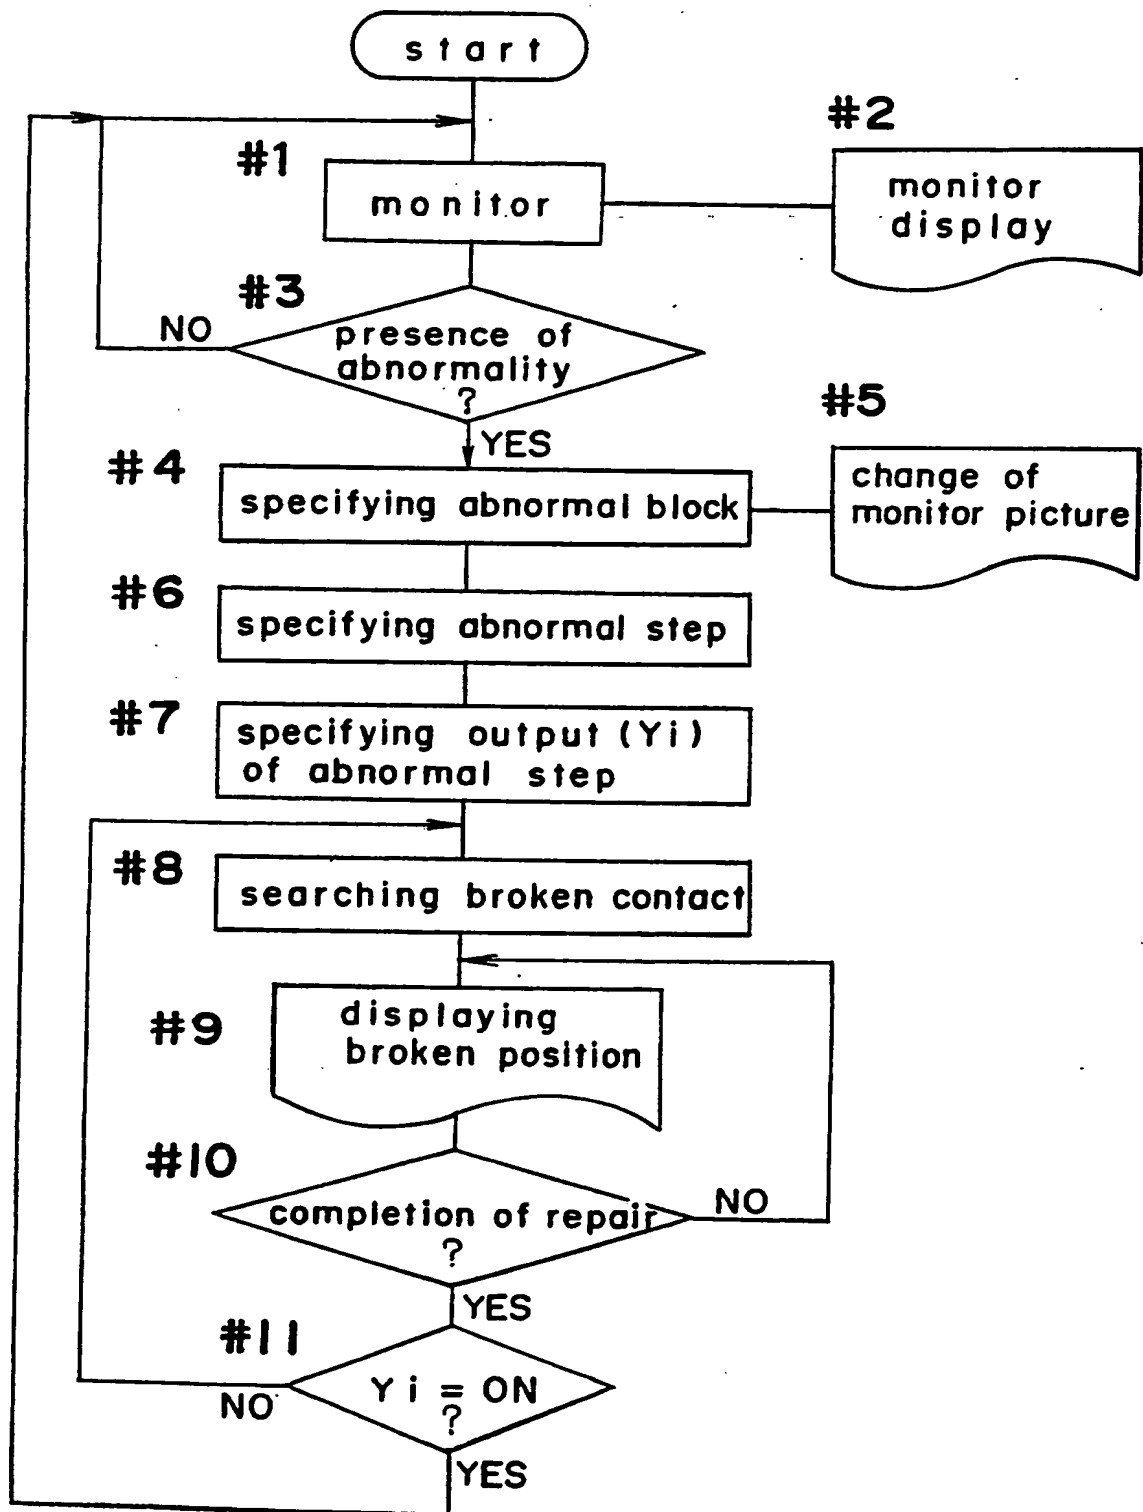 start
#1
monitor
#2
monitor
display
#3
NO
presence of
abnormality
?
YES
#4
specifying abnormal block
#5
change of
monitor picture
#6
specifying abnormal step
#7
specifying output (Yi)
of abnormal step
#8
searching broken contact
#9
displaying
broken position
#10
completion of repair
?
NO
YES
#11
Yi = ON
?
NO
YES